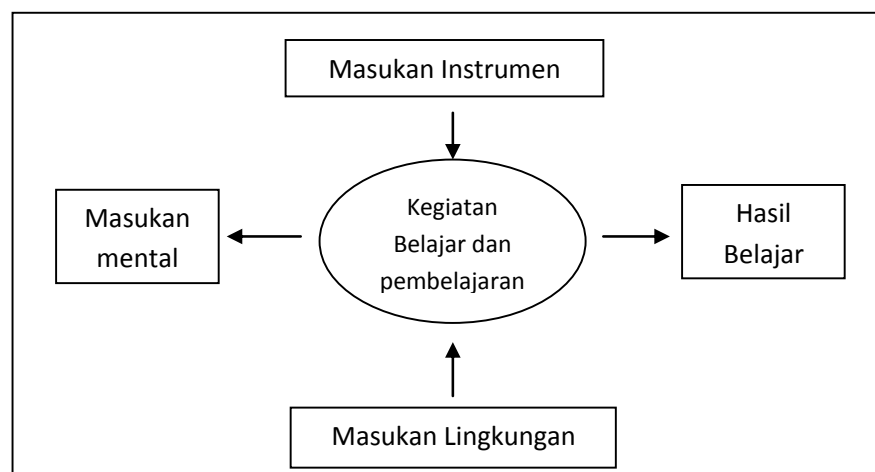 Masukan Instrumen
Masukan
mental
Kegiatan
Belajar dan
pembelajaran
Hasil
Belajar
Masukan Lingkungan